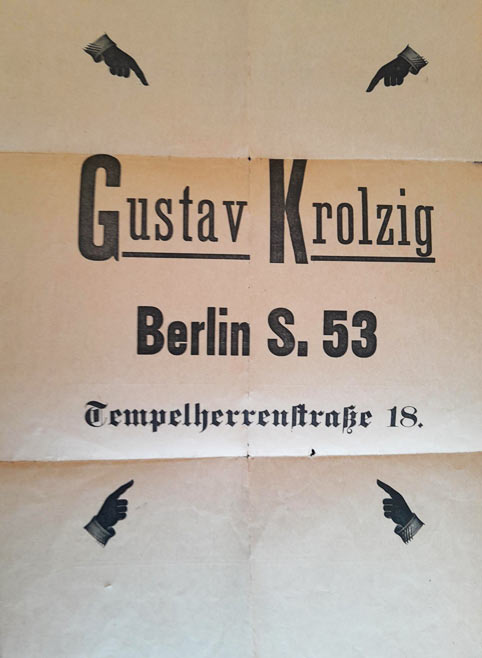 Gustav Krolzig
Berlin S. 53
Tempelherrenstraße 18.